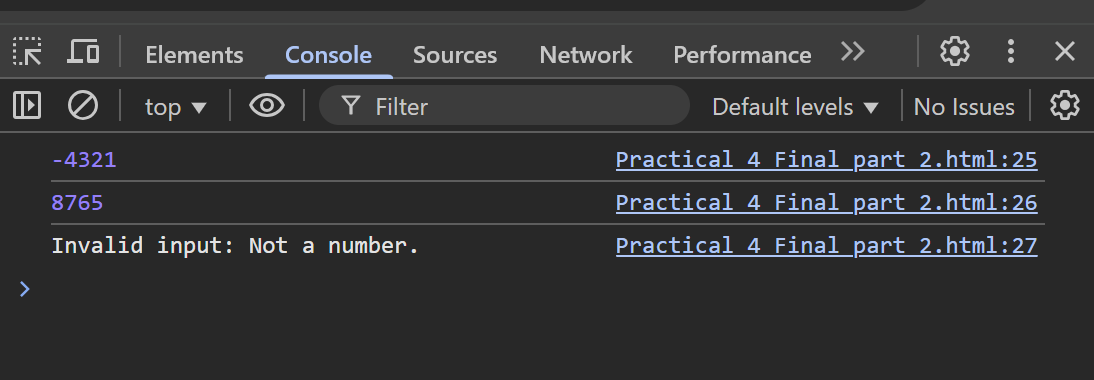 Elements Console Sources Network Performance
top Filter Default levels No Issues
-4321 Practical 4 Final part 2.html:25
8765 Practical 4 Final part 2.html:26
Invalid input: Not a number. Practical 4 Final part 2.html:27